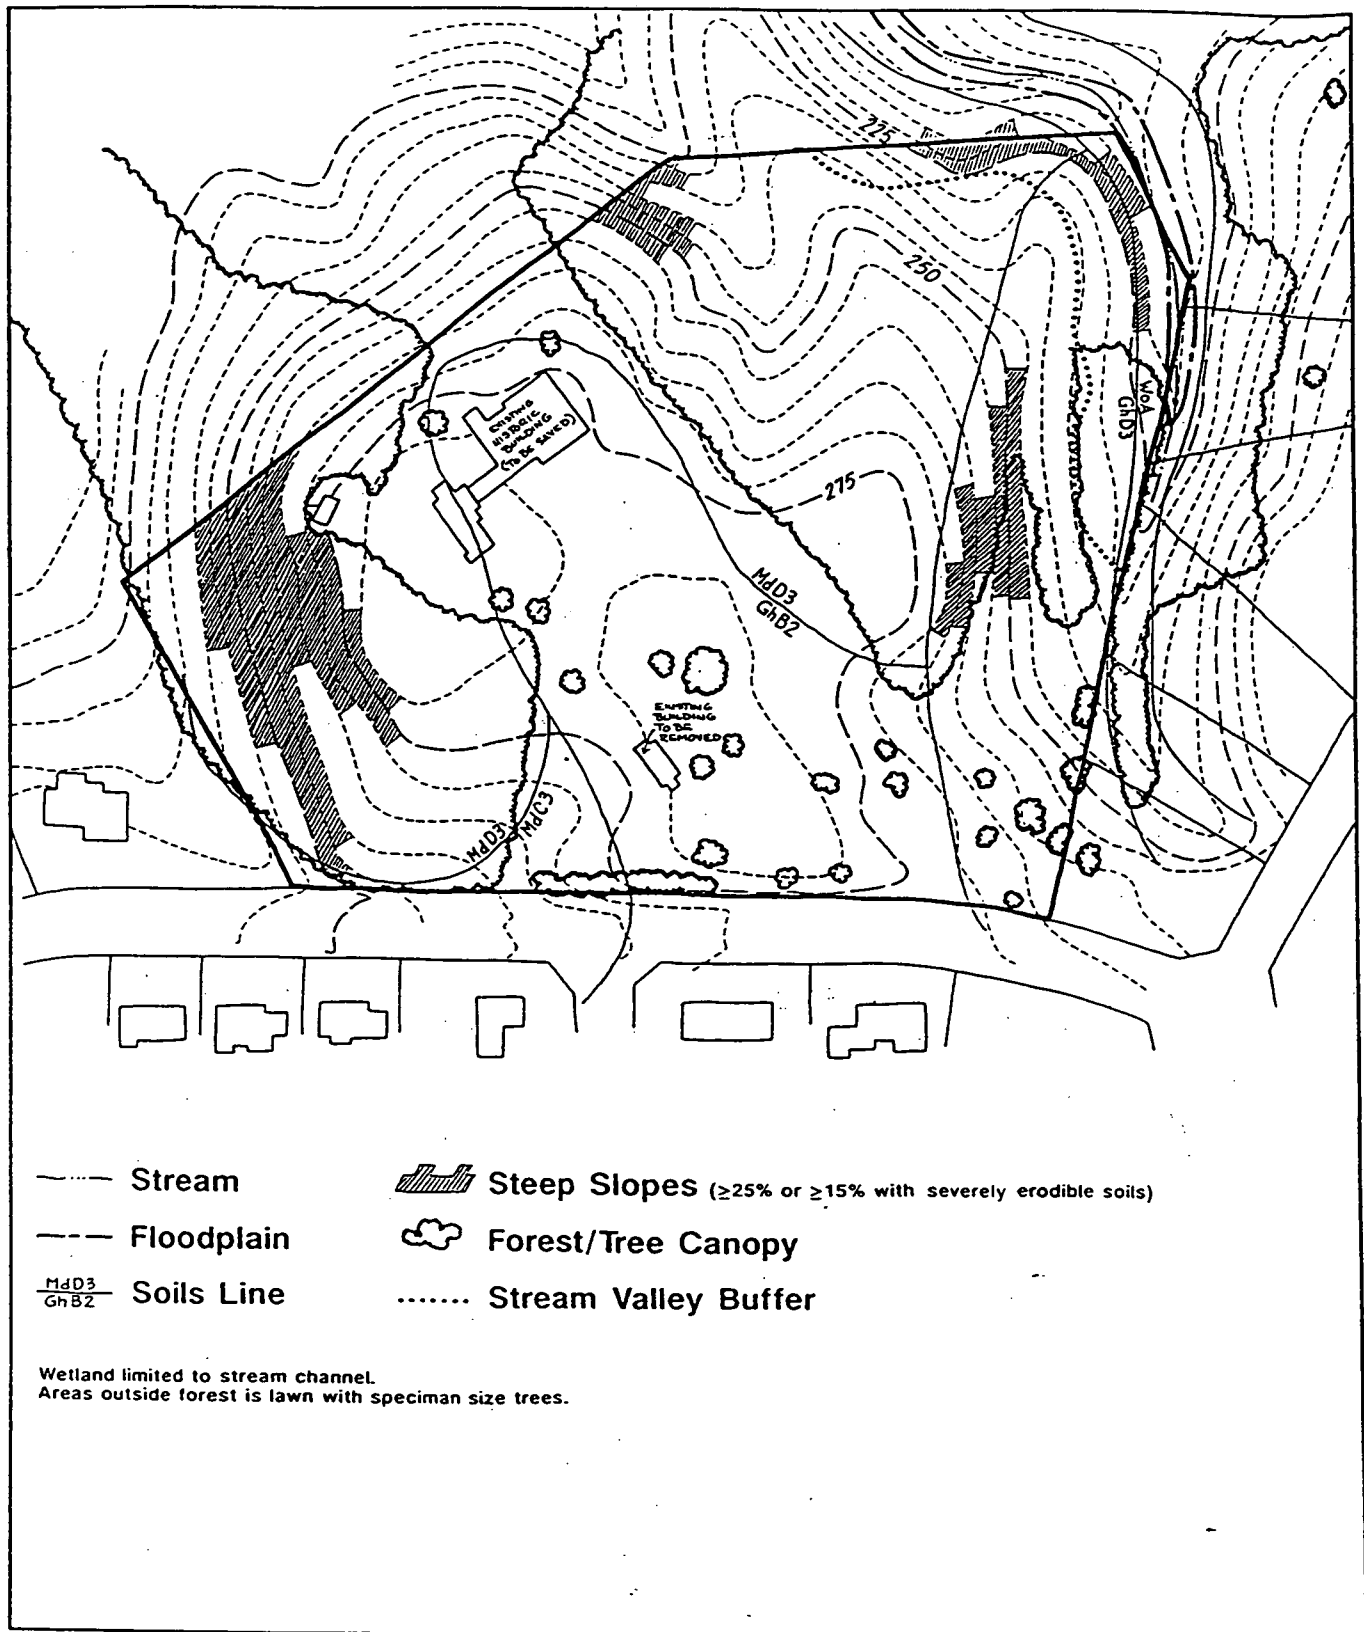 225
250
EXISTING
HISTORIC
BUILDING
(TO BE SAVED)
WoA
GhD3
275
MdD3
GhB2
EXISTING
BUILDING
TO BE
REMOVED
MdD3
MdC3
Stream
Floodplain
MdD3
GhB2
Soils Line
Steep Slopes (≥25% or ≥15% with severely erodible soils)
Forest/Tree Canopy
Stream Valley Buffer
Wetland limited to stream channel.
Areas outside forest is lawn with speciman size trees.